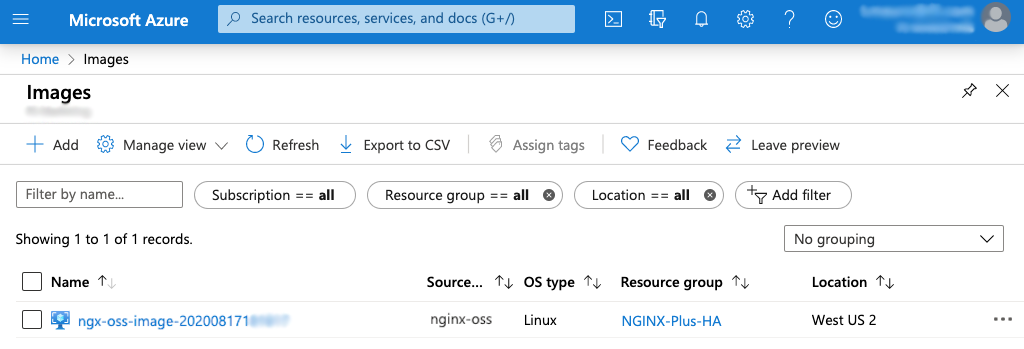 Microsoft Azure Search resources, services, and docs (G+/)
Home > Images
Images
Add Manage view Refresh Export to CSV Assign tags Feedback Leave preview
Filter by name... Subscription == all Resource group == all Location == all Add filter
Showing 1 to 1 of 1 records. No grouping
Name Source... OS type Resource group Location
ngx-oss-image-202008171 nginx-oss Linux NGINX-Plus-HA West US 2